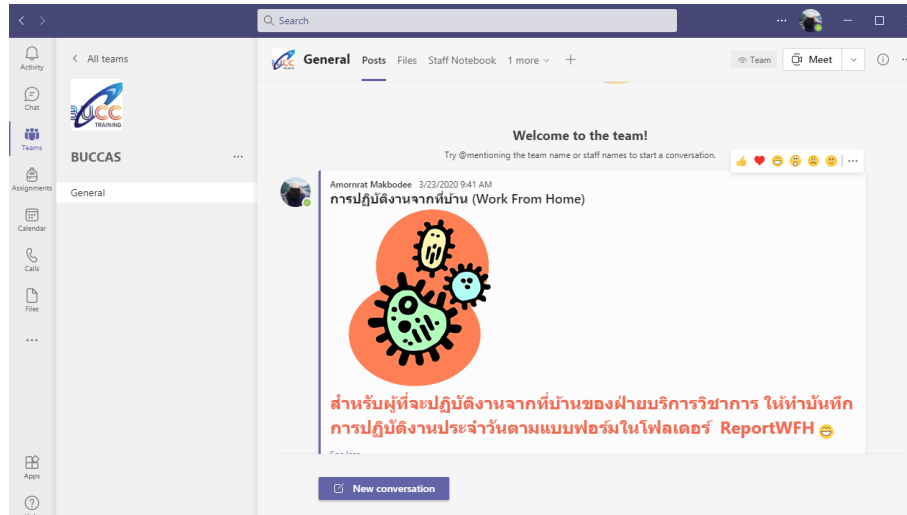 Search
Activity
Chat
Teams
Assignments
Calendar
Calls
Files
Apps
All teams
BUCC
TRAINING
BUCCAS
General
General Posts Files Staff Notebook 1 more
Team
Meet
Welcome to the team!
Try @mentioning the team name or staff names to start a conversation.
Amornrat Makbodee 3/23/2020 9:41 AM
การปฏิบัติงานจากที่บ้าน (Work From Home)
สำหรับผู้ที่จะปฏิบัติงานจากที่บ้านของฝ่ายบริการวิชาการ ให้ทำบันทึก
การปฏิบัติงานประจำวันตามแบบฟอร์มในโฟลเดอร์ ReportWFH
New conversation